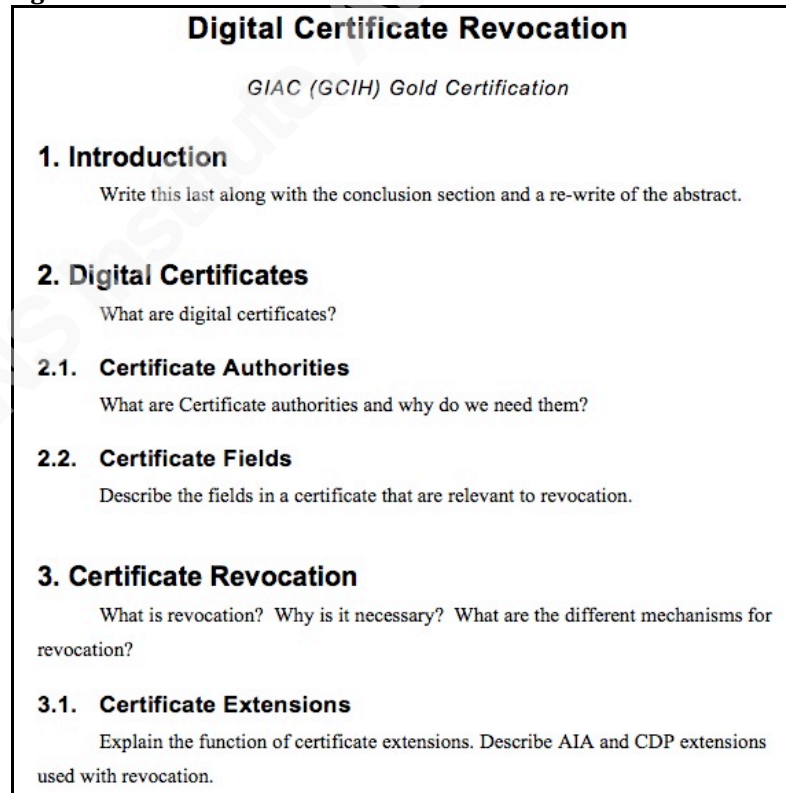 Digital Certificate Revocation
GIAC (GCIH) Gold Certification
1. Introduction
Write this last along with the conclusion section and a re-write of the abstract.
2. Digital Certificates
What are digital certificates?
2.1. Certificate Authorities
What are Certificate authorities and why do we need them?
2.2. Certificate Fields
Describe the fields in a certificate that are relevant to revocation.
3. Certificate Revocation
What is revocation?  Why is it necessary?  What are the different mechanisms for
revocation?
3.1. Certificate Extensions
Explain the function of certificate extensions. Describe AIA and CDP extensions
used with revocation.